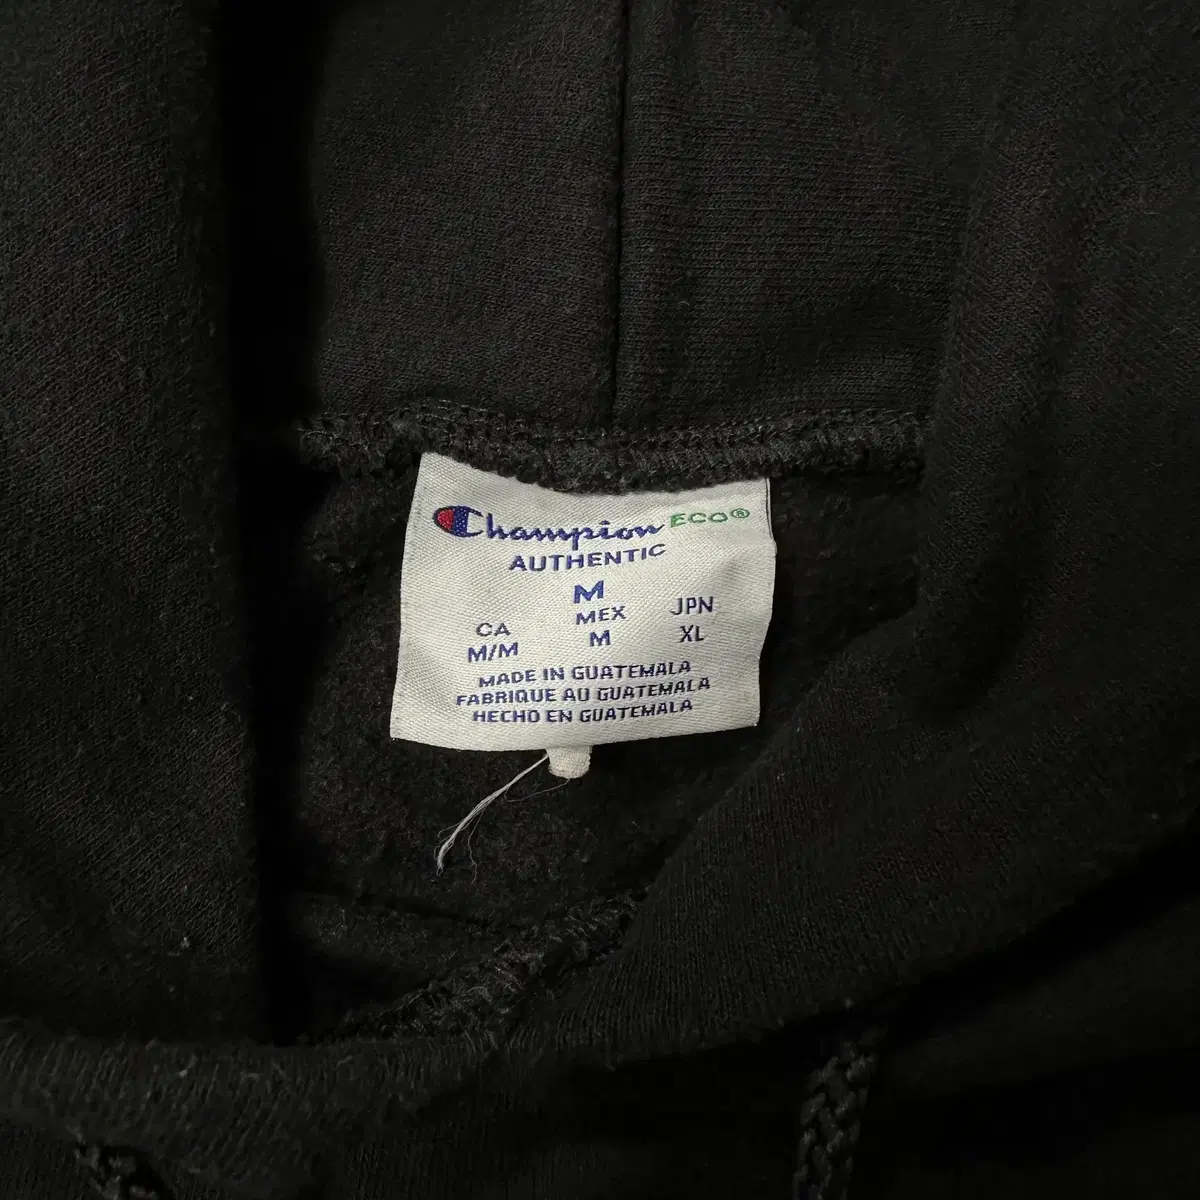 Champion ECO®
AUTHENTIC
M
CA MEX JPN
M/M M XL
MADE IN GUATEMALA
FABRIQUE AU GUATEMALA
HECHO EN GUATEMALA